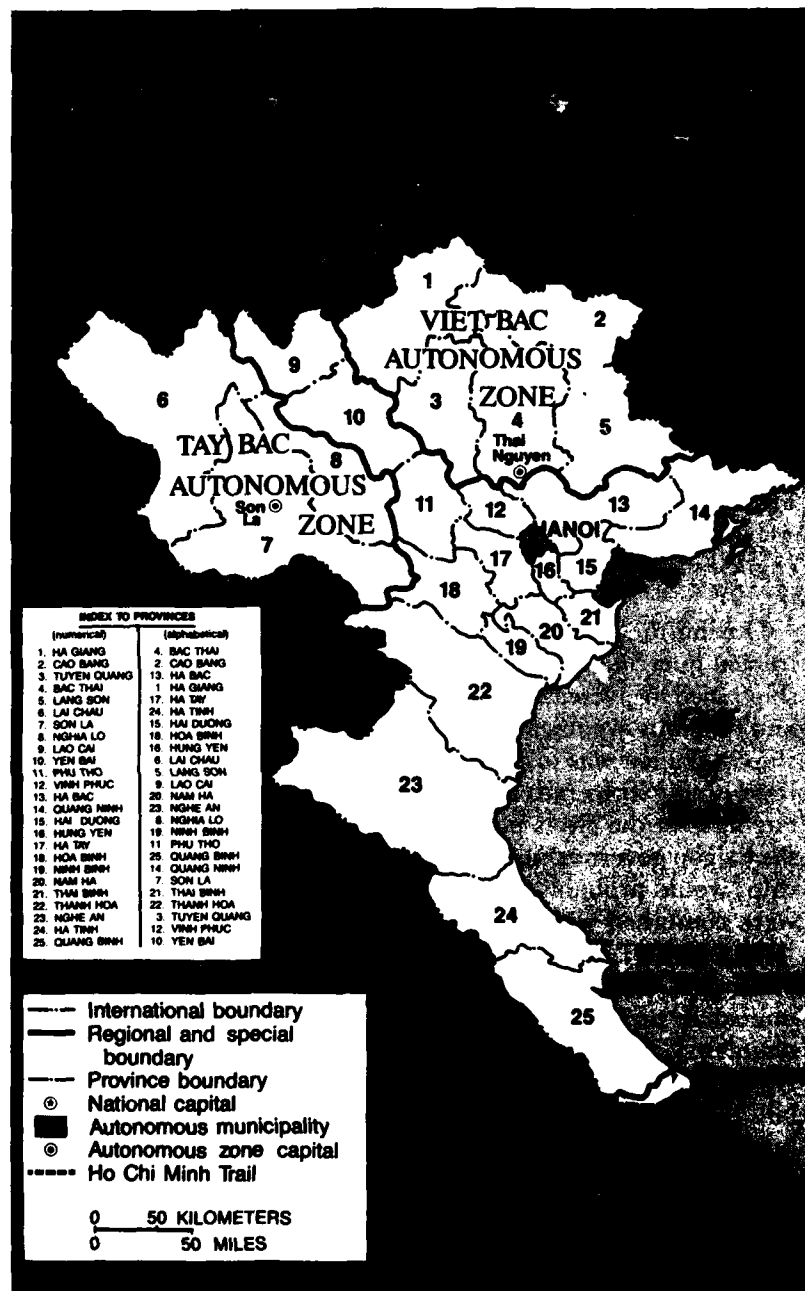 1
2
VIET BAC
AUTONOMOUS
ZONE
9
3
4
5
6
10
Thai
Nguyen
TAY BAC
8
AUTONOMOUS
Son
La
ZONE
7
11
12
13
14
HANOI
17
16
15
18
21
20
19
22
23
24
25
INDEX TO PROVINCES
(numerical)
1. HA GIANG
2. CAO BANG
3. TUYEN QUANG
4. BAC THAI
5. LANG SON
6. LAI CHAU
7. SON LA
8. NGHIA LO
9. LAO CAI
10. YEN BAI
11. PHU THO
12. VINH PHUC
13. HA BAC
14. QUANG NINH
15. HAI DUONG
16. HUNG YEN
17. HA TAY
18. HOA BINH
19. NINH BINH
20. NAM HA
21. THAI BINH
22. THANH HOA
23. NGHE AN
24. HA TINH
25. QUANG BINH
(alphabetical)
4. BAC THAI
2. CAO BANG
13. HA BAC
1 HA GIANG
17. HA TAY
24. HA TINH
15. HAI DUONG
18. HOA BINH
16. HUNG YEN
6. LAI CHAU
5. LANG SON
9. LAO CAI
20. NAM HA
23. NGHE AN
8. NGHIA LO
19. NINH BINH
11 PHU THO
25. QUANG BINH
14. QUANG NINH
7. SON LA
21. THAI BINH
22. THANH HOA
3. TUYEN QUANG
12. VINH PHUC
10. YEN BAI
International boundary
Regional and special
boundary
Province boundary
National capital
Autonomous municipality
Autonomous zone capital
Ho Chi Minh Trail
0 50 KILOMETERS
0 50 MILES